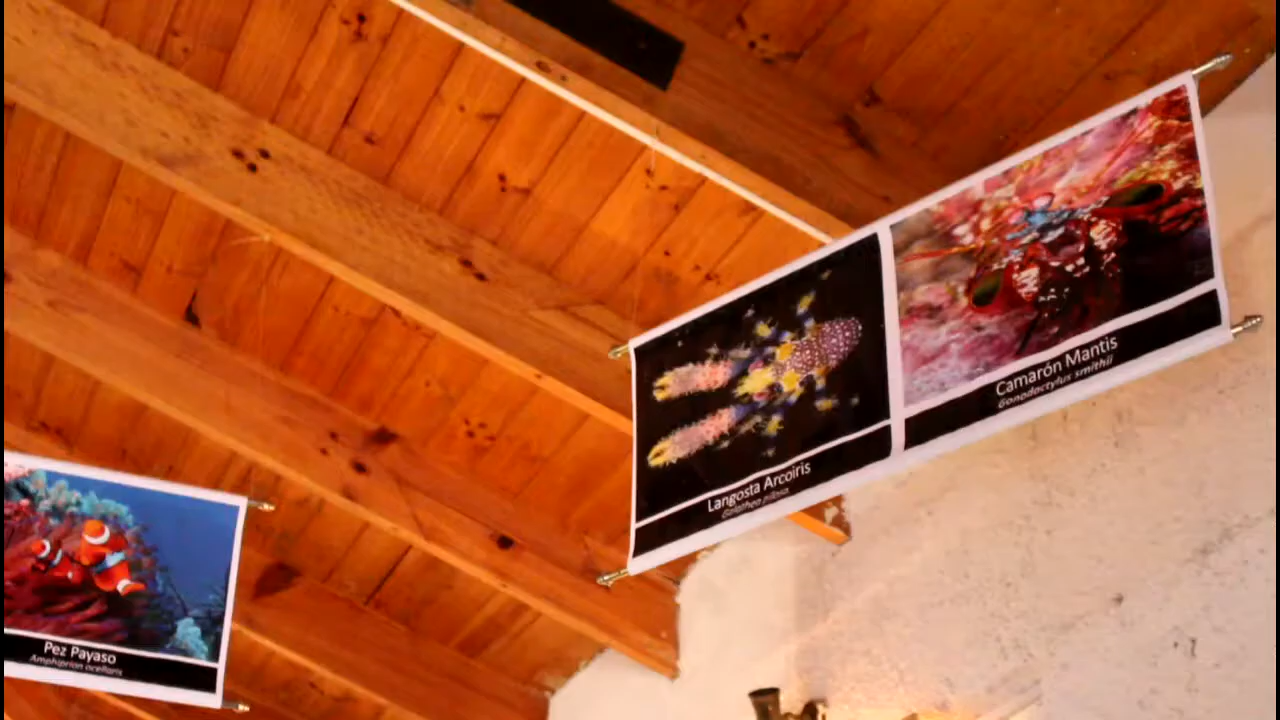 Camarón Mantis
Gonodactylus smithii
Langosta Arcoiris
Galathea pilosa
Pez Payaso
Amphiprion ocellaris